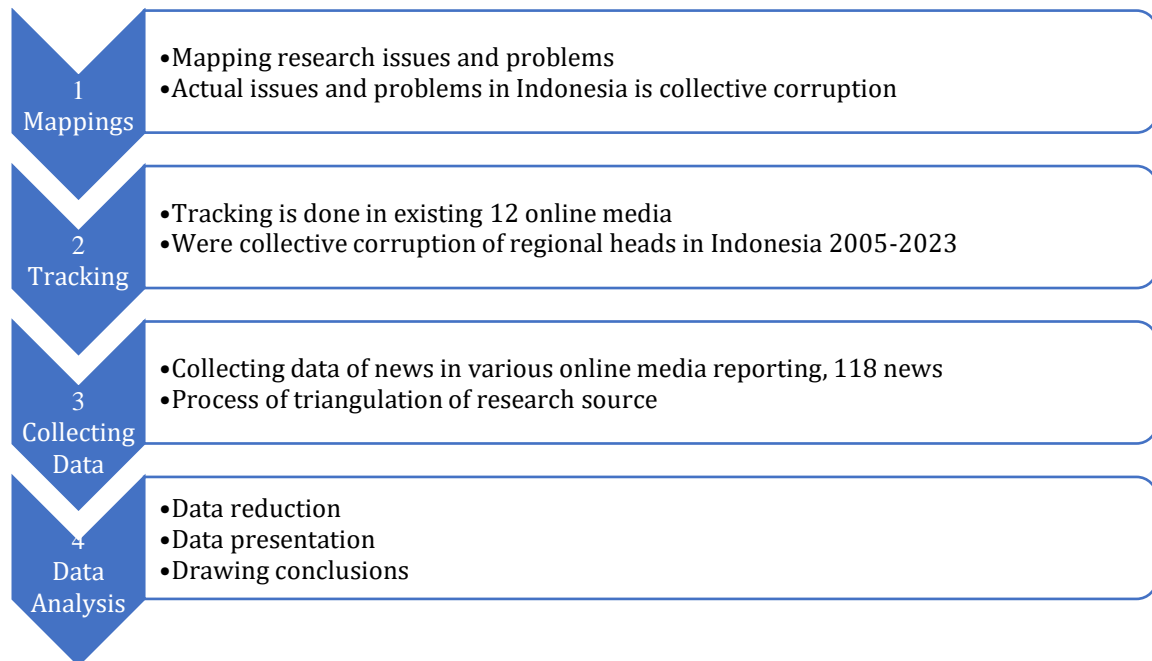 1
Mappings
•Mapping research issues and problems
•Actual issues and problems in Indonesia is collective corruption
2
Tracking
•Tracking is done in existing 12 online media
•Were collective corruption of regional heads in Indonesia 2005-2023
3
Collecting
Data
•Collecting data of news in various online media reporting, 118 news
•Process of triangulation of research source
4
Data
Analysis
•Data reduction
•Data presentation
•Drawing conclusions